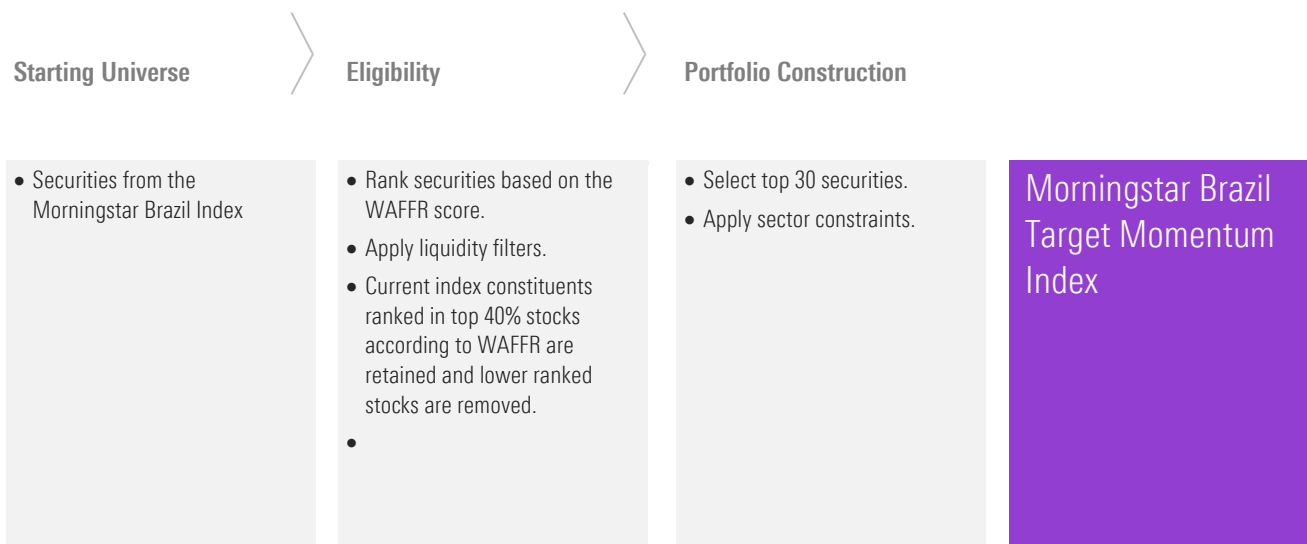 Starting Universe
Eligibility
Portfolio Construction
• Securities from the
Morningstar Brazil Index
• Rank securities based on the
WAFFR score.
• Apply liquidity filters.
• Current index constituents
ranked in top 40% stocks
according to WAFFR are
retained and lower ranked
stocks are removed.
•
• Select top 30 securities.
• Apply sector constraints.
Morningstar Brazil
Target Momentum
Index